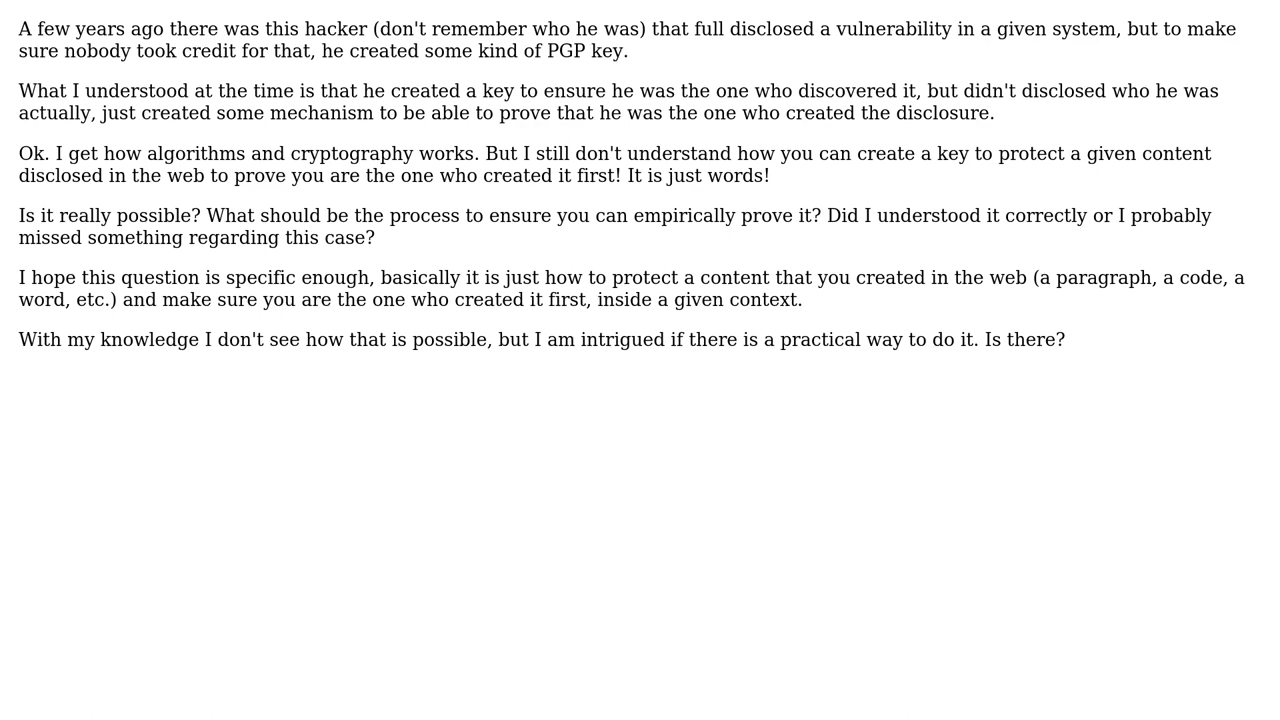 A few years ago there was this hacker (don't remember who he was) that full disclosed a vulnerability in a given system, but to make
sure nobody took credit for that, he created some kind of PGP key.
What I understood at the time is that he created a key to ensure he was the one who discovered it, but didn't disclosed who he was
actually, just created some mechanism to be able to prove that he was the one who created the disclosure.
Ok. I get how algorithms and cryptography works. But I still don't understand how you can create a key to protect a given content
disclosed in the web to prove you are the one who created it first! It is just words!
Is it really possible? What should be the process to ensure you can empirically prove it? Did I understood it correctly or I probably
missed something regarding this case?
I hope this question is specific enough, basically it is just how to protect a content that you created in the web (a paragraph, a code, a
word, etc.) and make sure you are the one who created it first, inside a given context.
With my knowledge I don't see how that is possible, but I am intrigued if there is a practical way to do it. Is there?